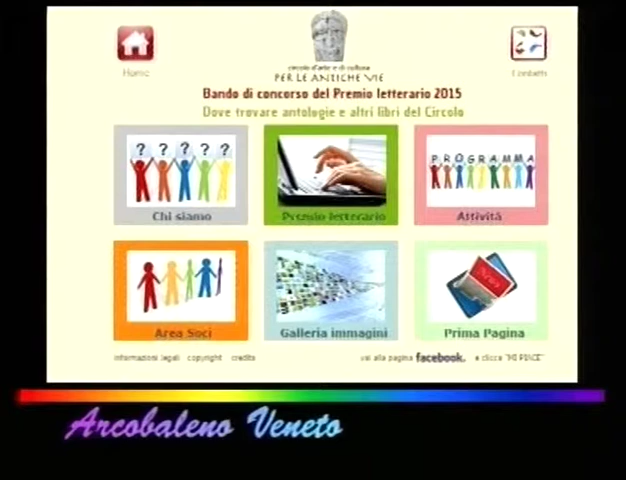 Home
Contatti
circolo d'arte e di cultura
PER LE ANTICHE VIE
Bando di concorso del Premio letterario 2015
Dove trovare antologie e altri libri del Circolo
? ? ? ? ?
PROGRAMMA
Chi siamo
Premio letterario
Attività
News
Area Soci
Galleria immagini
Prima Pagina
informazioni legali copyright credits
vai alla pagina facebook. e clicca "MI PIACE"
Arcobaleno Veneto